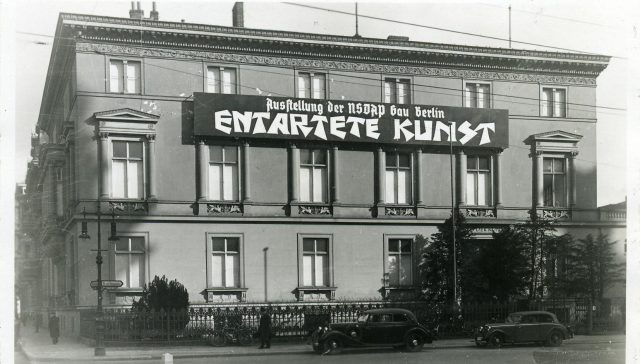 Ausstellung der NSDAP Gau Berlin
ENTARTETE KUNST